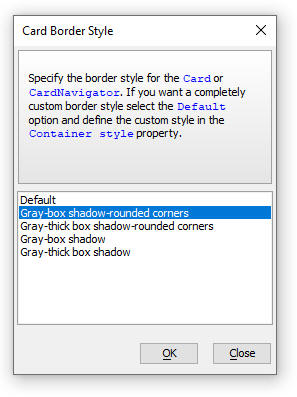 Card Border Style
Specify the border style for the Card or
CardNavigator. If you want a completely
custom border style select the Default
option and define the custom style in the
Container style property.
Default
Gray-box shadow-rounded corners
Gray-thick box shadow-rounded corners
Gray-box shadow
Gray-thick box shadow
OK Close